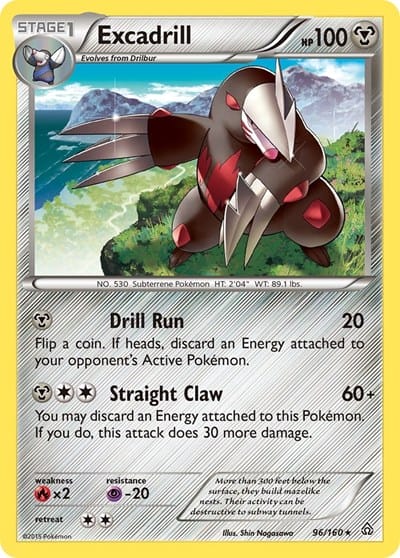 STAGE1
Excadrill
HP100
Evolves from Drilbur
NO. 530 Subterrene Pokémon HT: 2'04" WT: 89.1 lbs.
Drill Run 20
Flip a coin. If heads, discard an Energy attached to
your opponent's Active Pokémon.
Straight Claw 60+
You may discard an Energy attached to this Pokémon.
If you do, this attack does 30 more damage.
weakness
×2
resistance
-20
retreat
More than 300 feet below the
surface, they build mazelike
nests. Their activity can be
destructive to subway tunnels.
©2015 Pokémon
Illus. Shin Nagasawa
96/160 ★